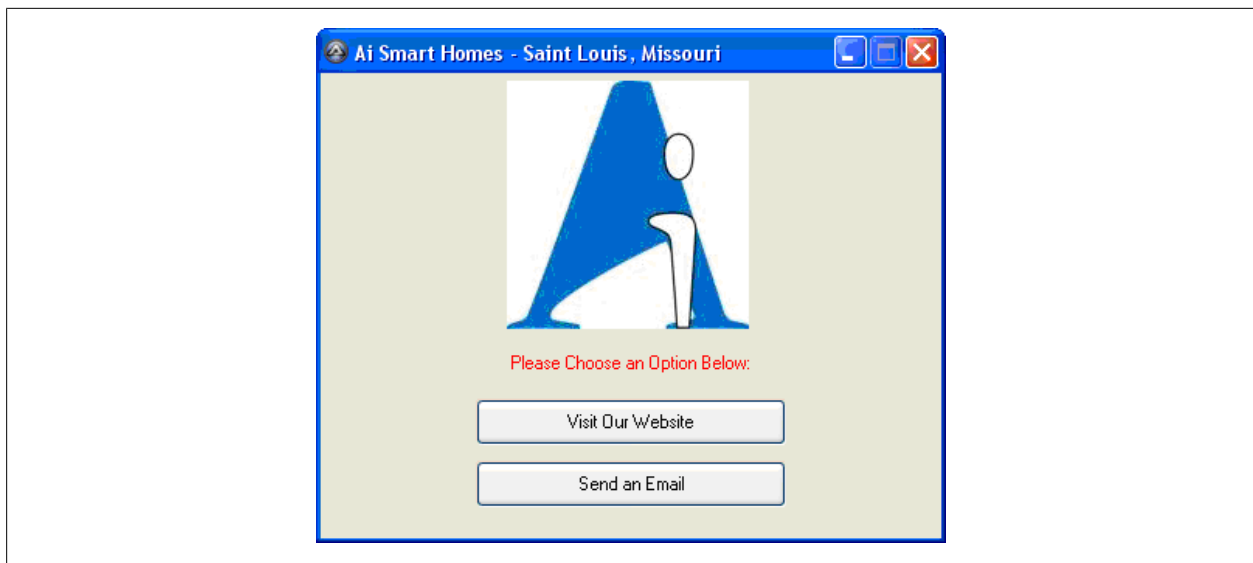 Ai Smart Homes - Saint Louis, Missouri
Please Choose an Option Below:
Visit Our Website
Send an Email